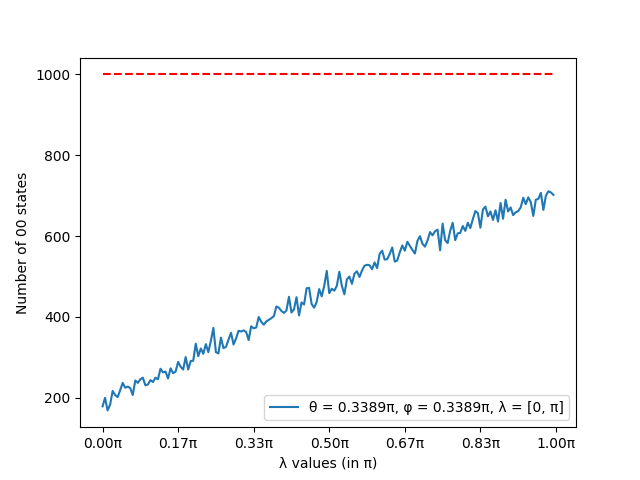 1000
800
600
400
200
Number of 00 states
θ = 0.3389π, φ = 0.3389π, λ = [0, π]
0.00π 0.17π 0.33π 0.50π 0.67π 0.83π 1.00π
λ values (in π)